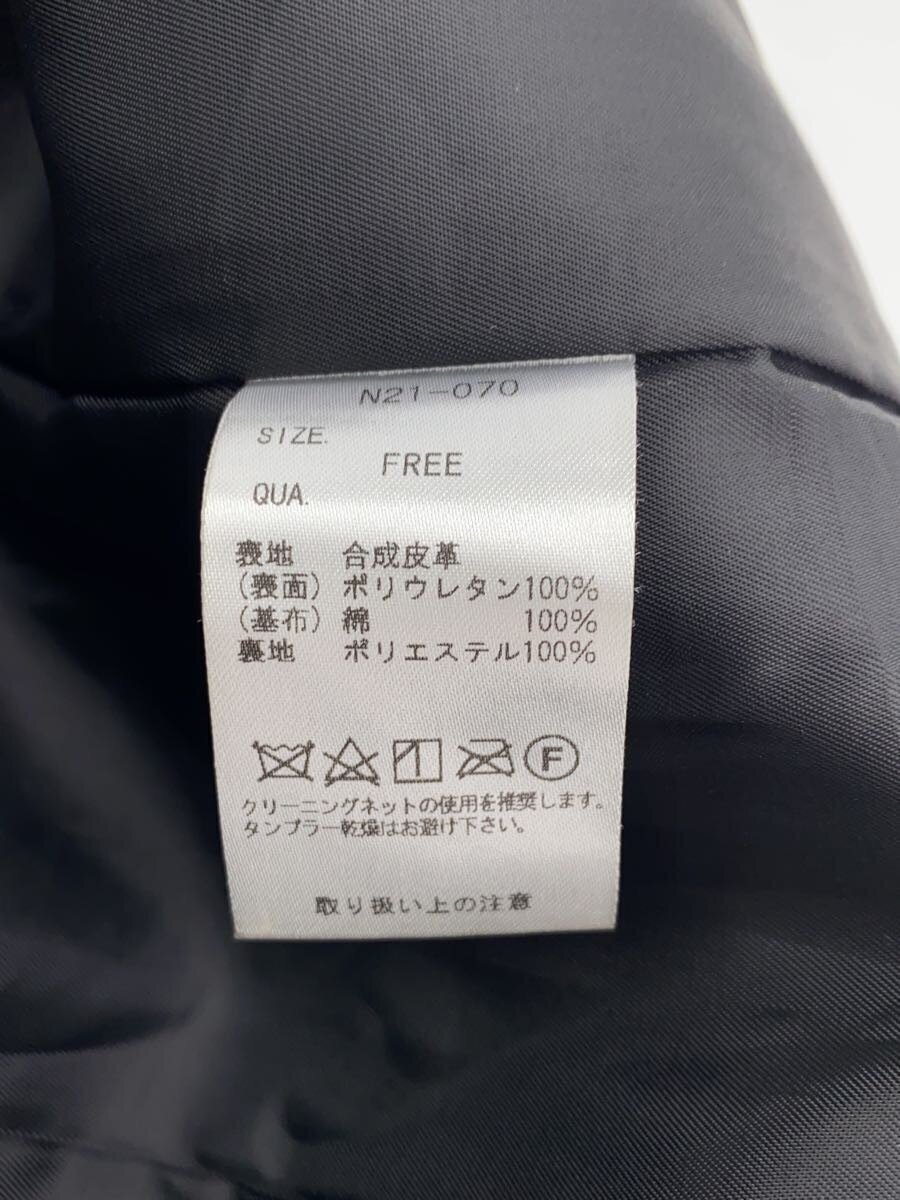 N21-070
SIZE.
FREE
QUA.
表地 合成皮革
(表面) ポリウレタン100%
(基布) 綿 100%
裏地 ポリエステル100%
F
クリーニングネットの使用を推奨します。
タンブラー乾燥はお避け下さい。
取り扱い上の注意